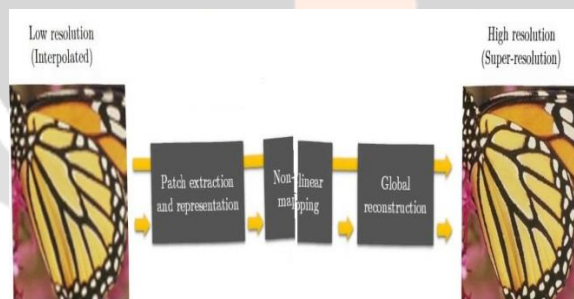 Low resolution
(Interpolated)
High resolution
(Super-resolution)
Patch extraction
and representation
Non-linear
mapping
Global
reconstruction